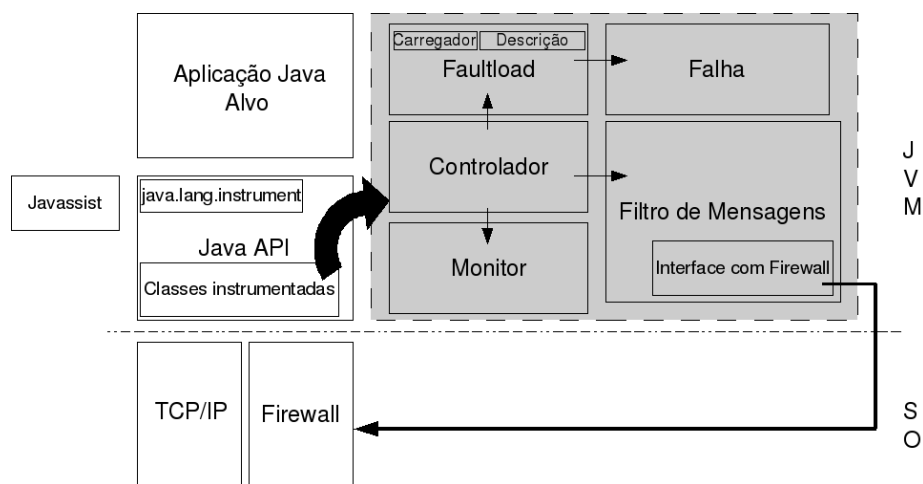 Aplicação Java
Alvo
Carregador
Descrição
Faultload
Falha
Javassist
java.lang.instrument
Java API
Classes instrumentadas
Controlador
Monitor
Filtro de Mensagens
Interface com Firewall
J
V
M
TCP/IP
Firewall
S
O